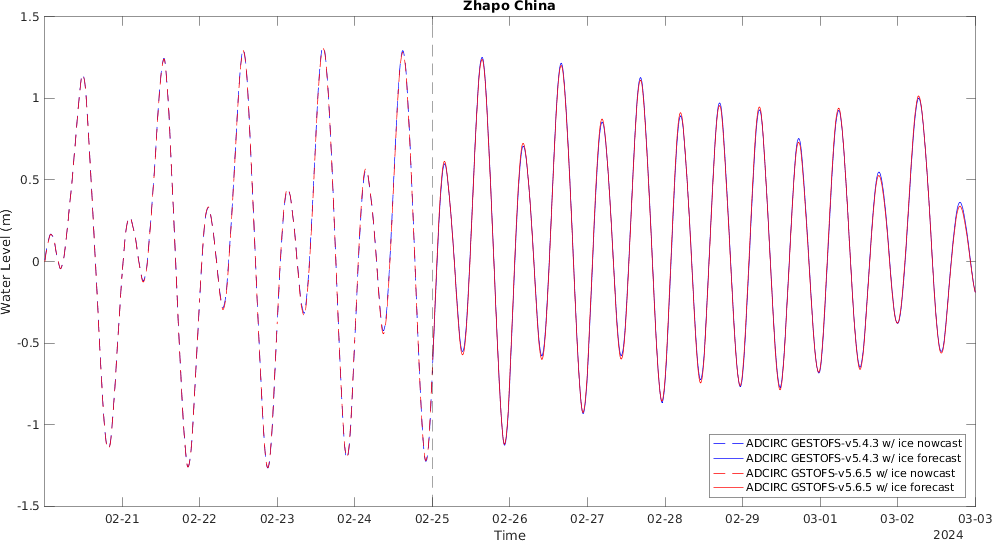 Zhapo China
1.5
1
0.5
0
-0.5
-1
-1.5
Water Level (m)
02-21 02-22 02-23 02-24 02-25 02-26 02-27 02-28 02-29 03-01 03-02 03-03
Time
2024
ADCIRC GESTOFS-v5.4.3 w/ ice nowcast
ADCIRC GESTOFS-v5.4.3 w/ ice forecast
ADCIRC GSTOFS-v5.6.5 w/ ice nowcast
ADCIRC GSTOFS-v5.6.5 w/ ice forecast